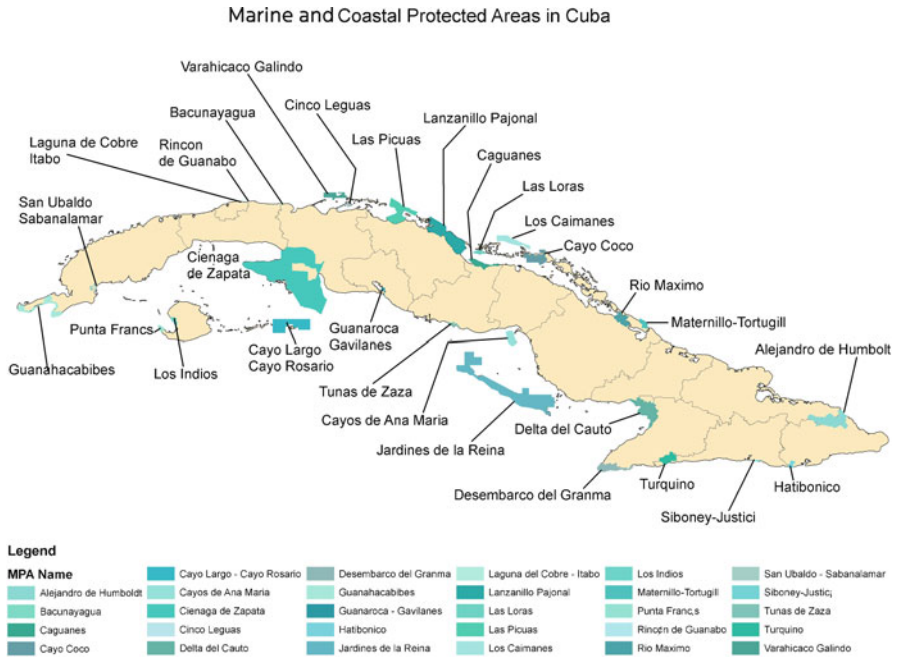 Marine and Coastal Protected Areas in Cuba
Varahicaco Galindo
Cinco Leguas
Bacunayagua
Lanzanillo Pajonal
Las Picuas
Laguna de Cobre
Itabo
Rincon
de Guanabo
Caguanes
Las Loras
San Ubaldo
Sabanalamar
Los Caimanes
Cayo Coco
Cienaga
de Zapata
Rio Maximo
Punta Francs
Guanaroca
Gavilanes
Maternillo-Tortugill
Cayo Largo
Cayo Rosario
Alejandro de Humbolt
Guanahacabibes
Los Indios
Tunas de Zaza
Cayos de Ana Maria
Delta del Cauto
Jardines de la Reina
Turquino
Hatibonico
Desembarco del Granma
Siboney-Justici
Legend
MPA Name
Alejandro de Humboldt
Bacunayagua
Caguanes
Cayo Coco
Cayo Largo - Cayo Rosario
Cayos de Ana Maria
Cienaga de Zapata
Cinco Leguas
Delta del Cauto
Desembarco del Granma
Guanahacabibes
Guanaroca - Gavilanes
Hatibonico
Jardines de la Reina
Laguna del Cobre - Itabo
Lanzanillo Pajonal
Las Loras
Las Picuas
Los Caimanes
Los Indios
Maternillo-Tortugill
Punta Franc,s
Rinc¢n de Guanabo
Rio Maximo
San Ubaldo - Sabanalamar
Siboney-Justic¡
Tunas de Zaza
Turquino
Varahicaco Galindo